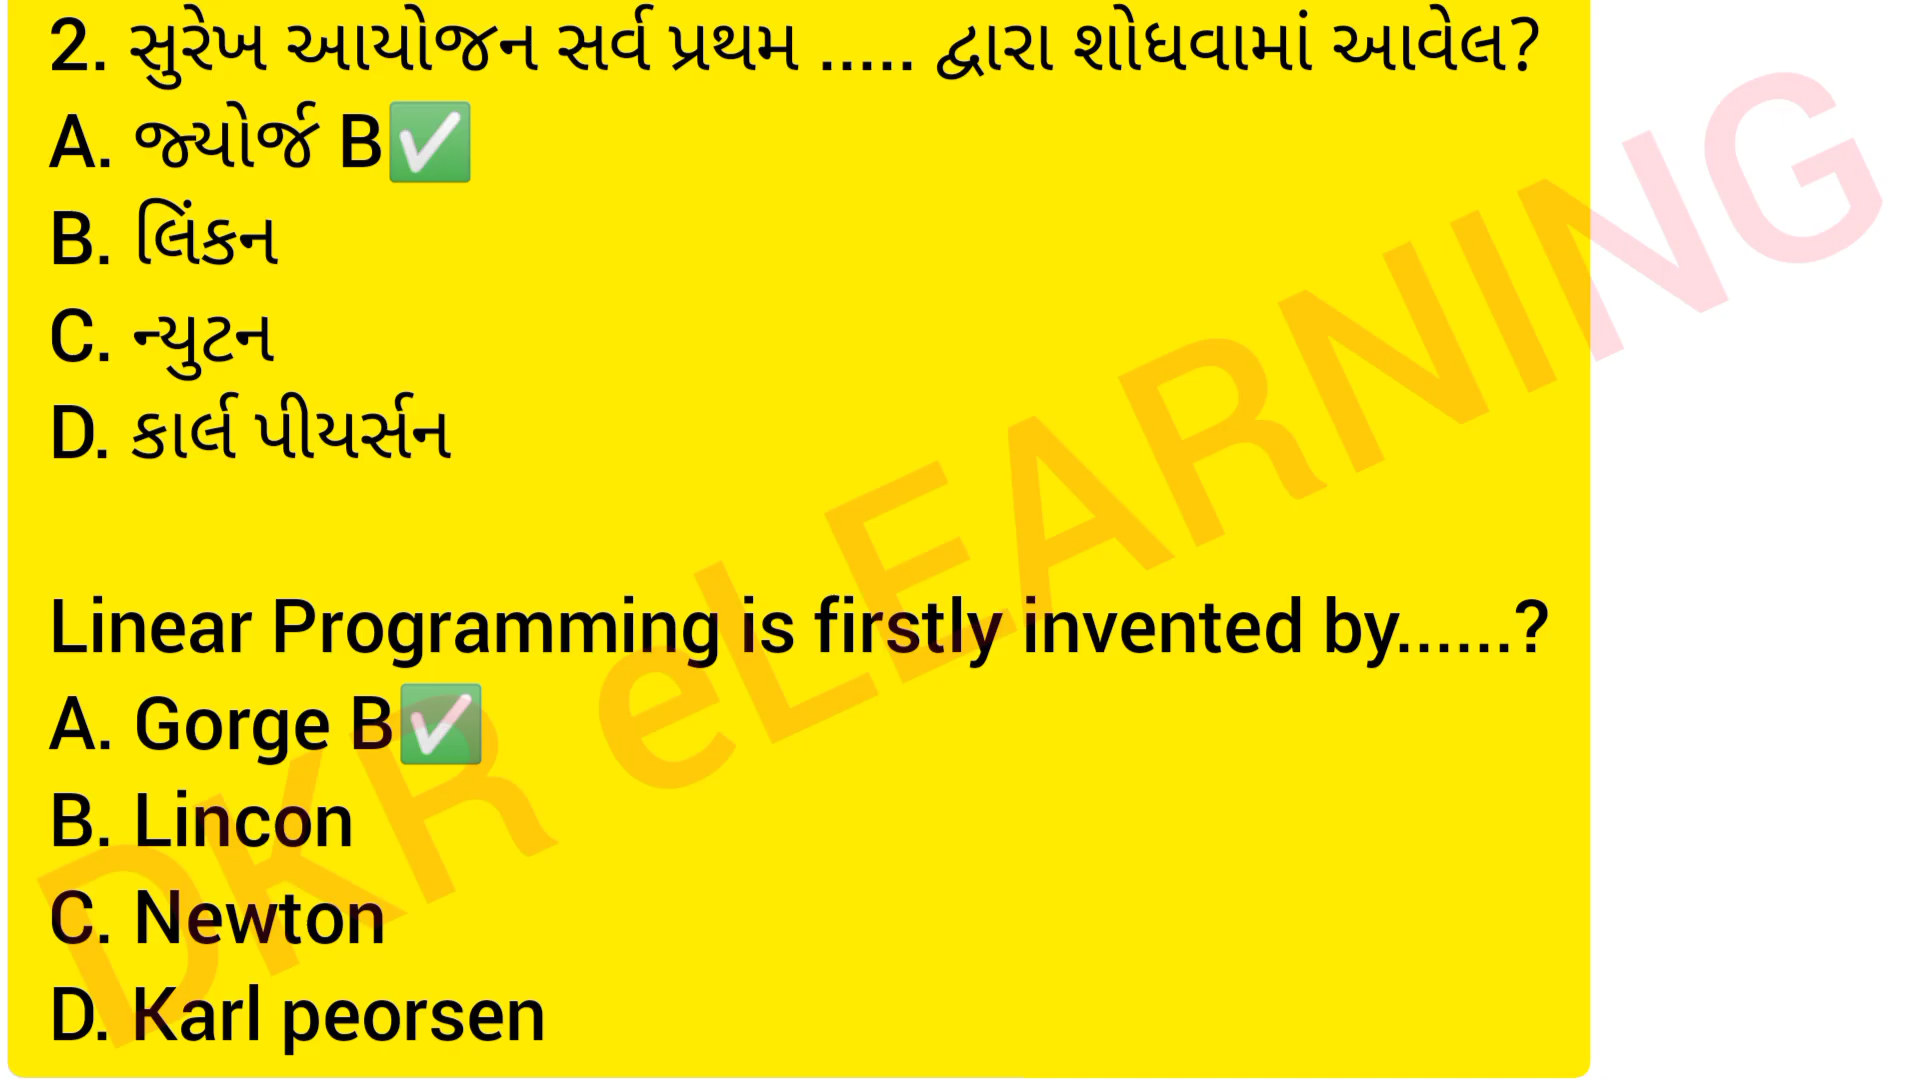 2. સુરેખ આયોજન સર્વ પ્રથમ ..... દ્વારા શોધવામાં આવેલ?
A. જ્યોર્જ B✅
B. લિંકન
C. ન્યુટન
D. કાર્લ પીયર્સન
Linear Programming is firstly invented by......?
A. Gorge B✅
B. Lincon
C. Newton
D. Karl peorsen
DKR eLEARNING